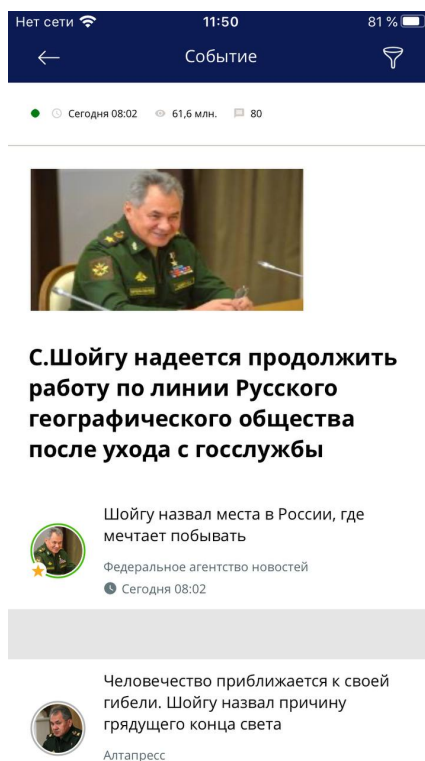 Нет сети 11:50 81 %
Событие
Сегодня 08:02 61,6 млн. 80
С.Шойгу надеется продолжить
работу по линии Русского
географического общества
после ухода с госслужбы
Шойгу назвал места в России, где
мечтает побывать
Федеральное агентство новостей
Сегодня 08:02
Человечество приближается к своей
гибели. Шойгу назвал причину
грядущего конца света
Алтапресс